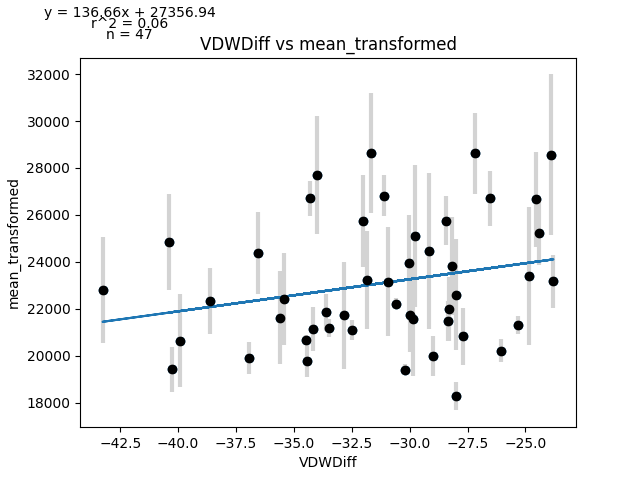 y = 136.66x + 27356.94
r^2 = 0.06
n = 47
VDWDiff vs mean_transformed
32000
30000
28000
26000
24000
22000
20000
18000
mean_transformed
−42.5 −40.0 −37.5 −35.0 −32.5 −30.0 −27.5 −25.0
VDWDiff